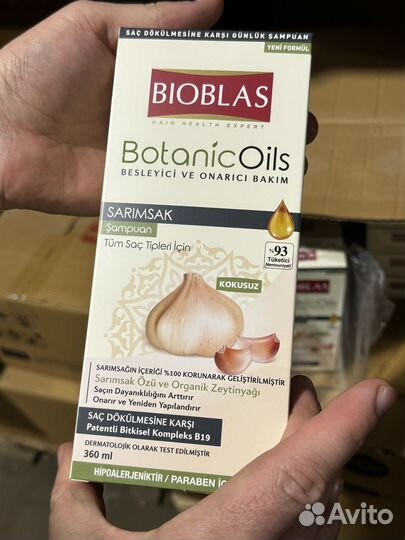 SAÇ DÖKÜLMESİNE KARŞI GÜNLÜK ŞAMPUAN
YENİ FORMÜL
BIOBLAS
HAIR HEALTH EXPERT
BotanicOils
BESLEYİCİ VE ONARICI BAKIM
SARIMSAK
Şampuan
Tüm Saç Tipleri İçin
%93
Tüketici
Memnuniyeti
KOKUSUZ
SARIMSAĞIN İÇERİĞİ %100 KORUNARAK GELİŞTİRİLMİŞTİR
Sarımsak Özü ve Organik Zeytinyağı
Saçın Dayanıklılığını Arttırır
Onarır ve Yeniden Yapılandırır
SAÇ DÖKÜLMESİNE KARŞI
Patentli Bitkisel Kompleks B19
DERMATOLOJİK OLARAK TEST EDİLMİŞTİR
360 ml
HİPOALERJENİKTİR / PARABEN İÇ
BIOBLAS
Avito